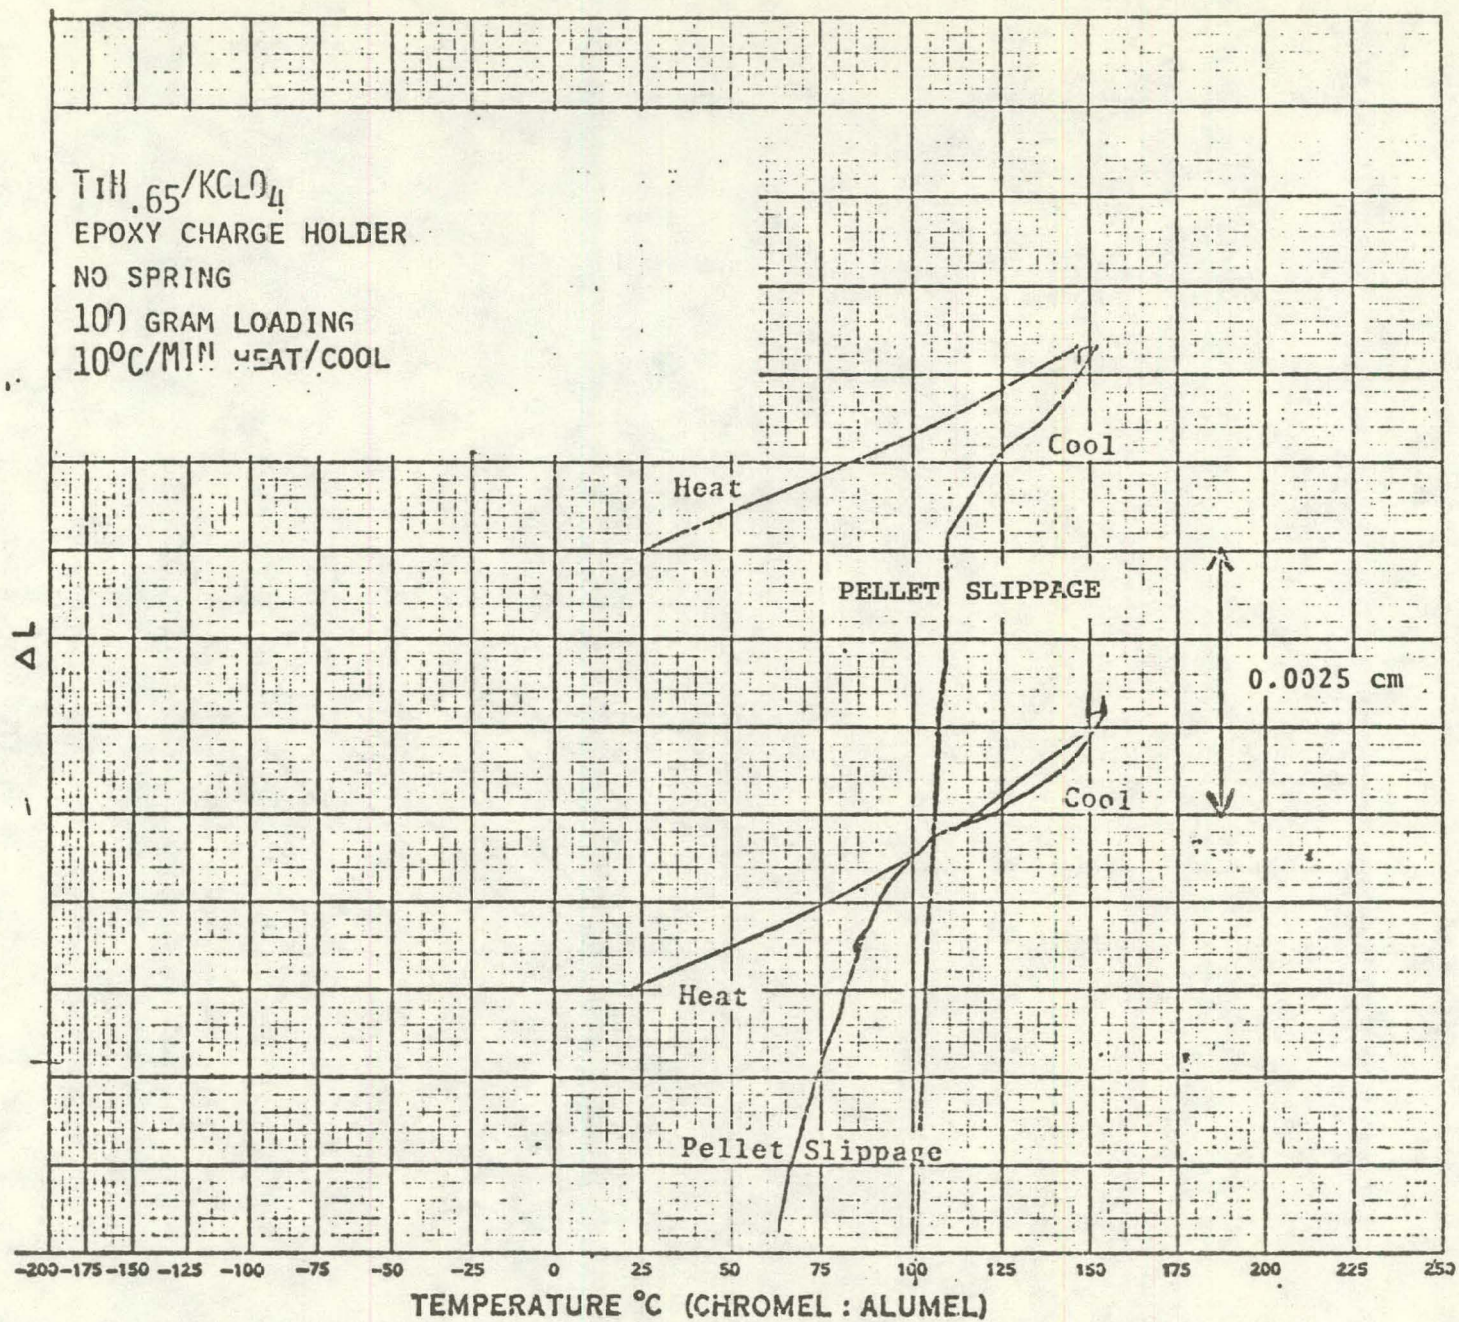 TiH.65/KCLO4
EPOXY CHARGE HOLDER
NO SPRING
100 GRAM LOADING
10°C/MIN HEAT/COOL
Cool
Heat
PELLET SLIPPAGE
Δ L
0.0025 cm
Cool
Heat
Pellet Slippage
-200 -175 -150 -125 -100 -75 -50 -25 0 25 50 75 100 125 150 175 200 225 250
TEMPERATURE °C (CHROMEL : ALUMEL)